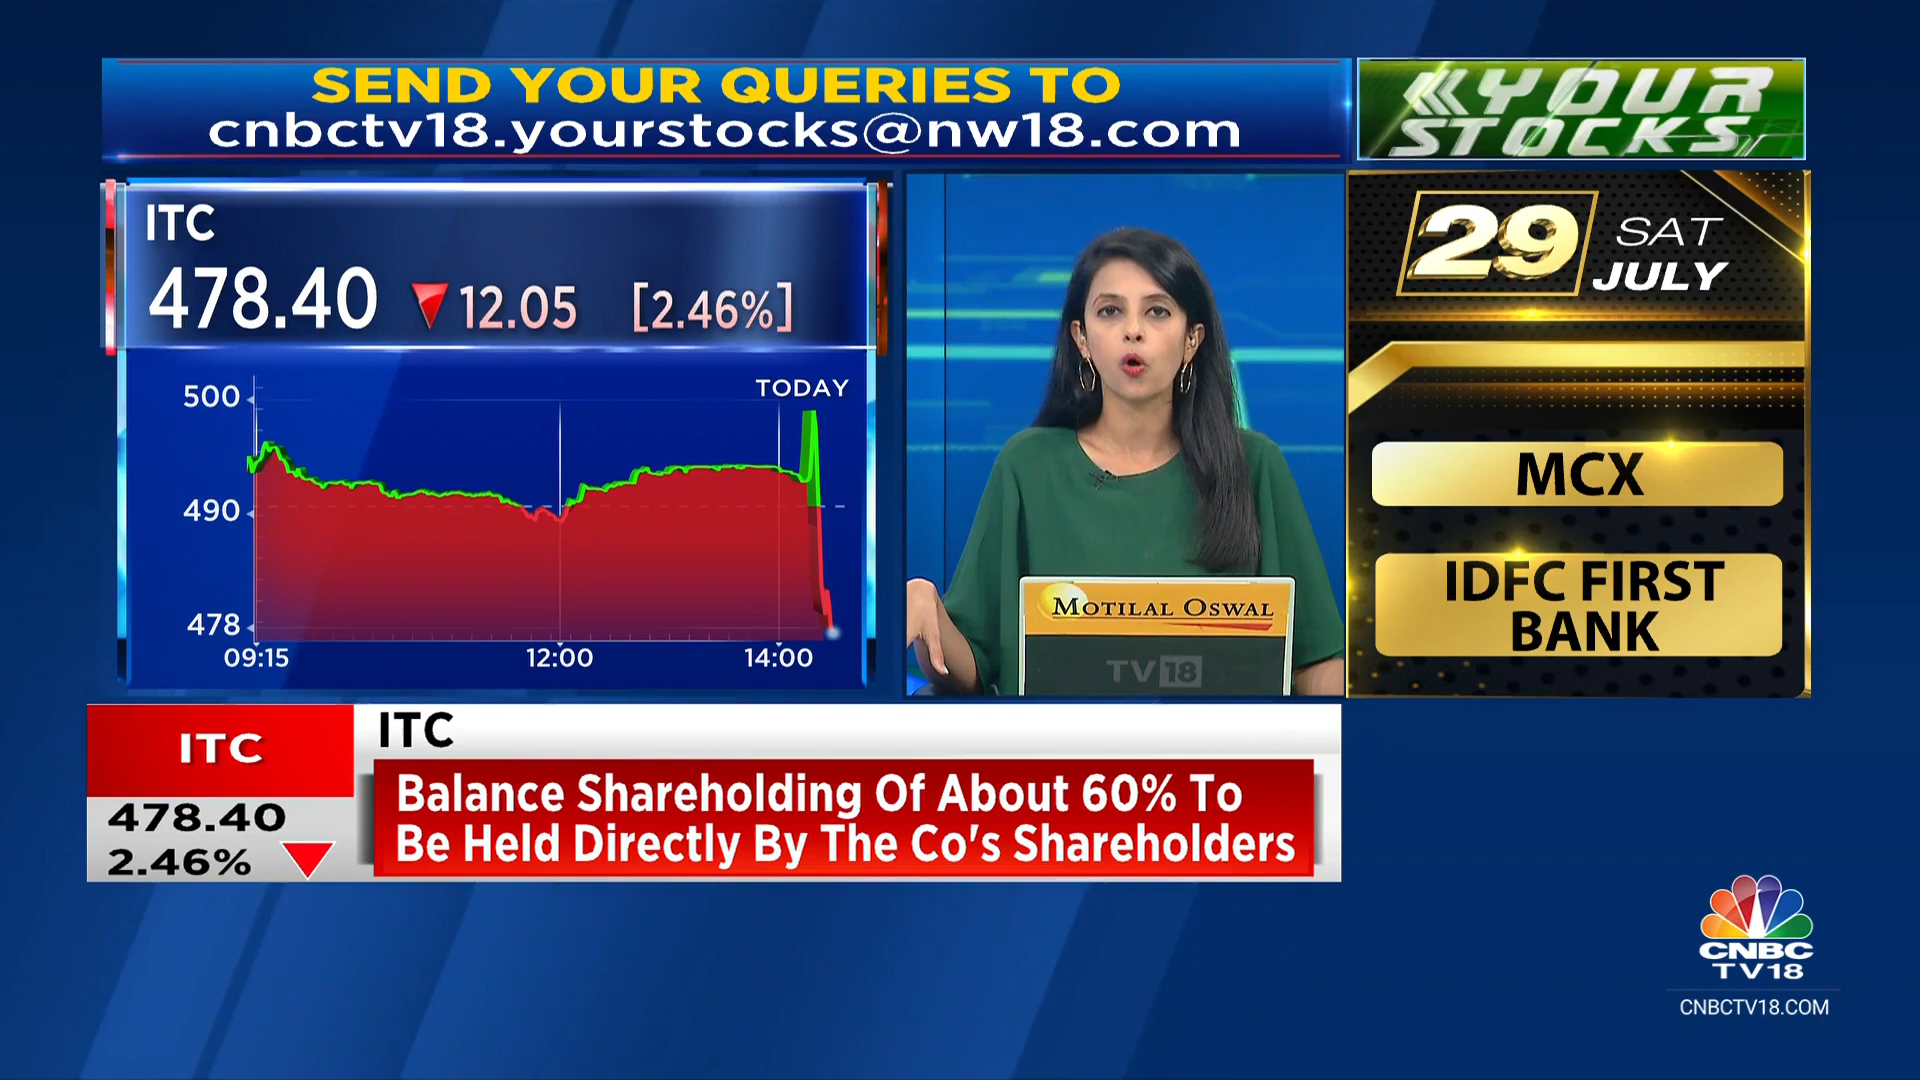 SEND YOUR QUERIES TO
cnbctv18.yourstocks@nw18.com
YOUR
STOCKS
ITC
478.40 12.05 [2.46%]
TODAY
500
490
478
09:15 12:00 14:00
MOTILAL OSWAL
TV18
29 SAT
JULY
MCX
IDFC FIRST
BANK
ITC
478.40
2.46%
ITC
Balance Shareholding Of About 60% To
Be Held Directly By The Co's Shareholders
CNBC
TV18
CNBCTV18.COM